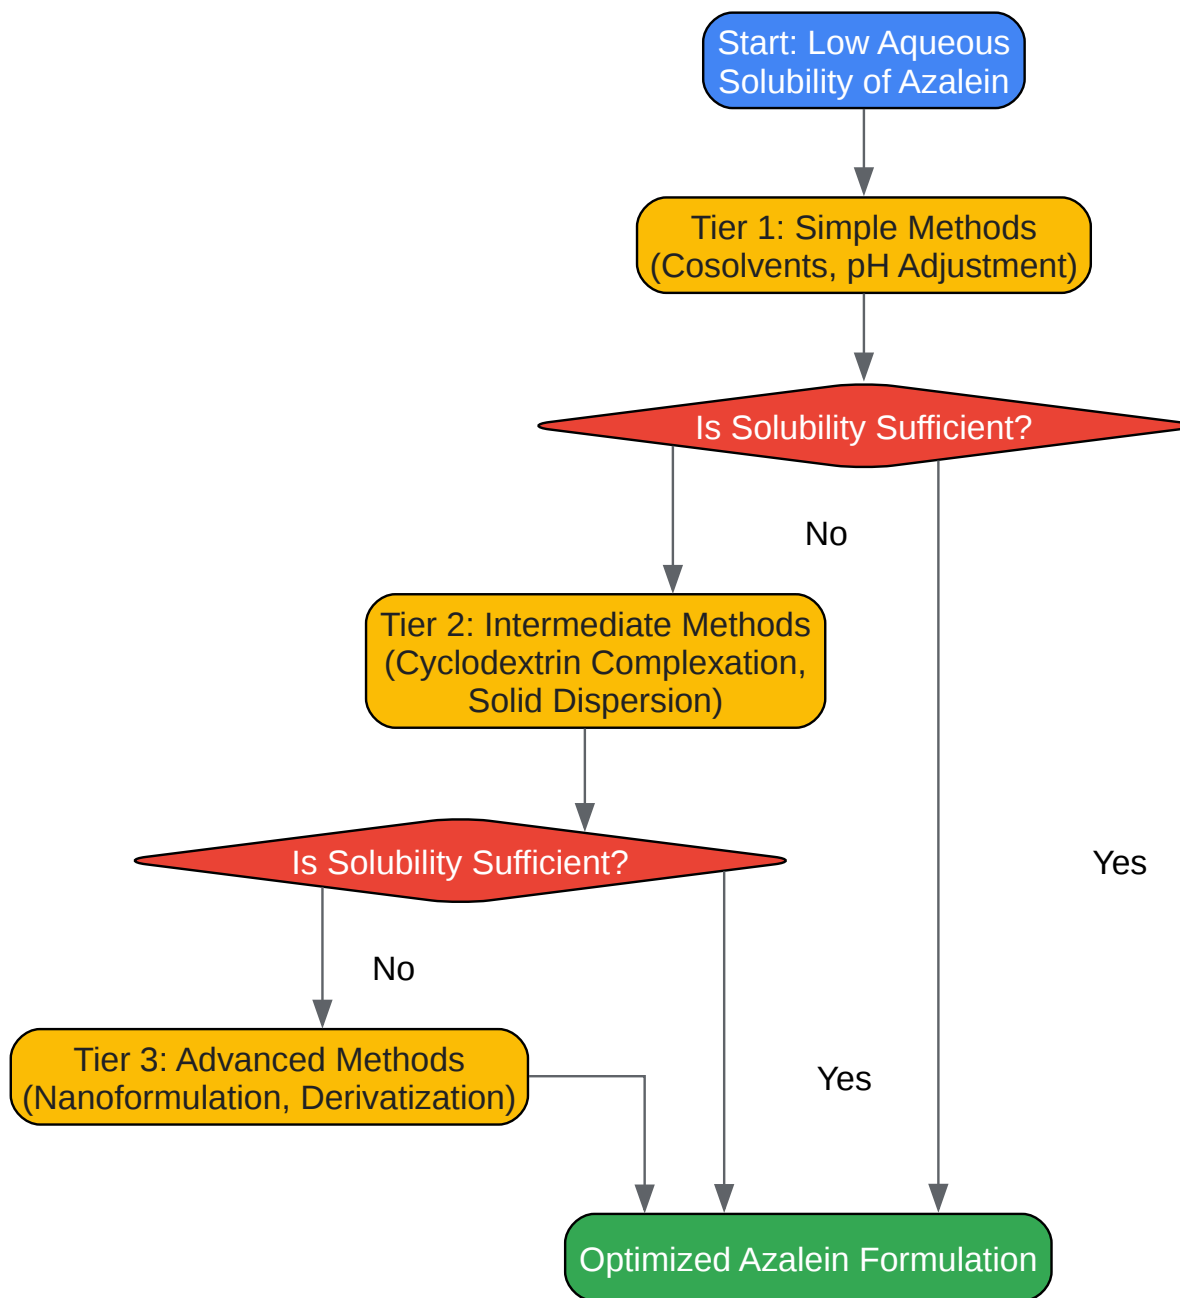 Start: Low Aqueous
Solubility of Azalein
Tier 1: Simple Methods
(Cosolvents, pH Adjustment)
Is Solubility Sufficient?
No
Tier 2: Intermediate Methods
(Cyclodextrin Complexation,
Solid Dispersion)
Is Solubility Sufficient?
Yes
No
Tier 3: Advanced Methods
(Nanoformulation, Derivatization)
Yes
Optimized Azalein Formulation